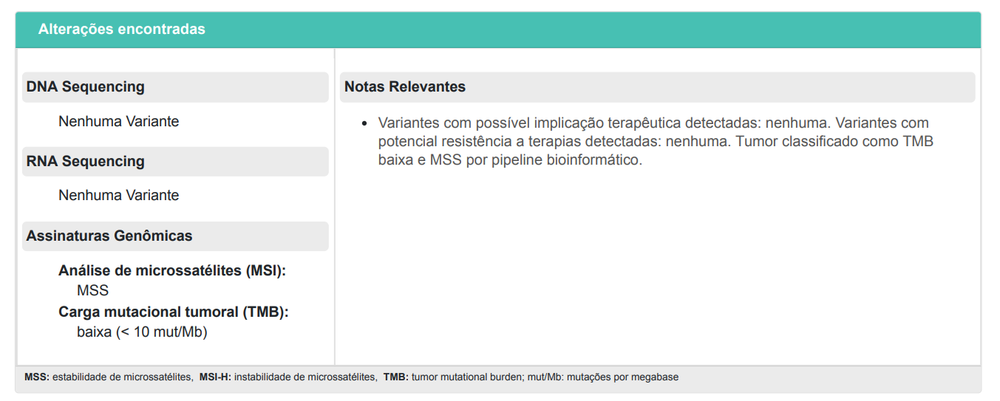 Alterações encontradas
DNA Sequencing
Nenhuma Variante
RNA Sequencing
Nenhuma Variante
Assinaturas Genômicas
Análise de microssatélites (MSI):
MSS
Carga mutacional tumoral (TMB):
baixa (< 10 mut/Mb)
Notas Relevantes
• Variantes com possível implicação terapêutica detectadas: nenhuma. Variantes com
potencial resistência a terapias detectadas: nenhuma. Tumor classificado como TMB
baixa e MSS por pipeline bioinformático.
MSS: estabilidade de microssatélites, MSI-H: instabilidade de microssatélites, TMB: tumor mutational burden; mut/Mb: mutações por megabase